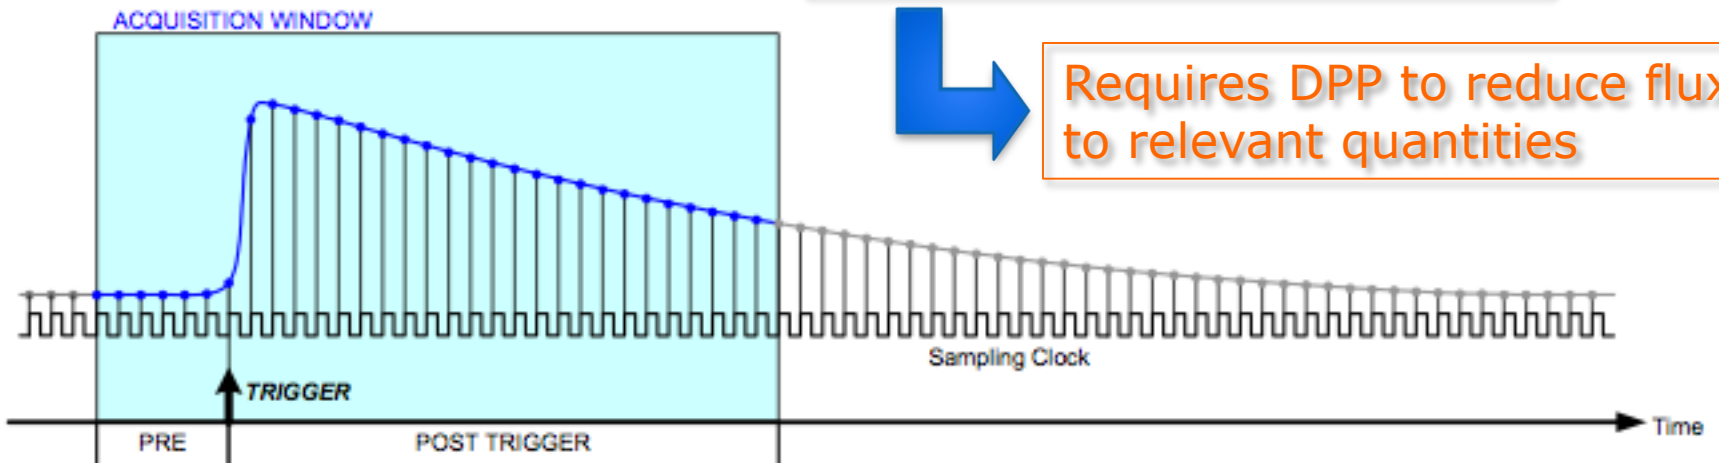 ACQUISITION WINDOW
Requires DPP to reduce flux
to relevant quantities
Sampling Clock
TRIGGER
Time
PRE
POST TRIGGER